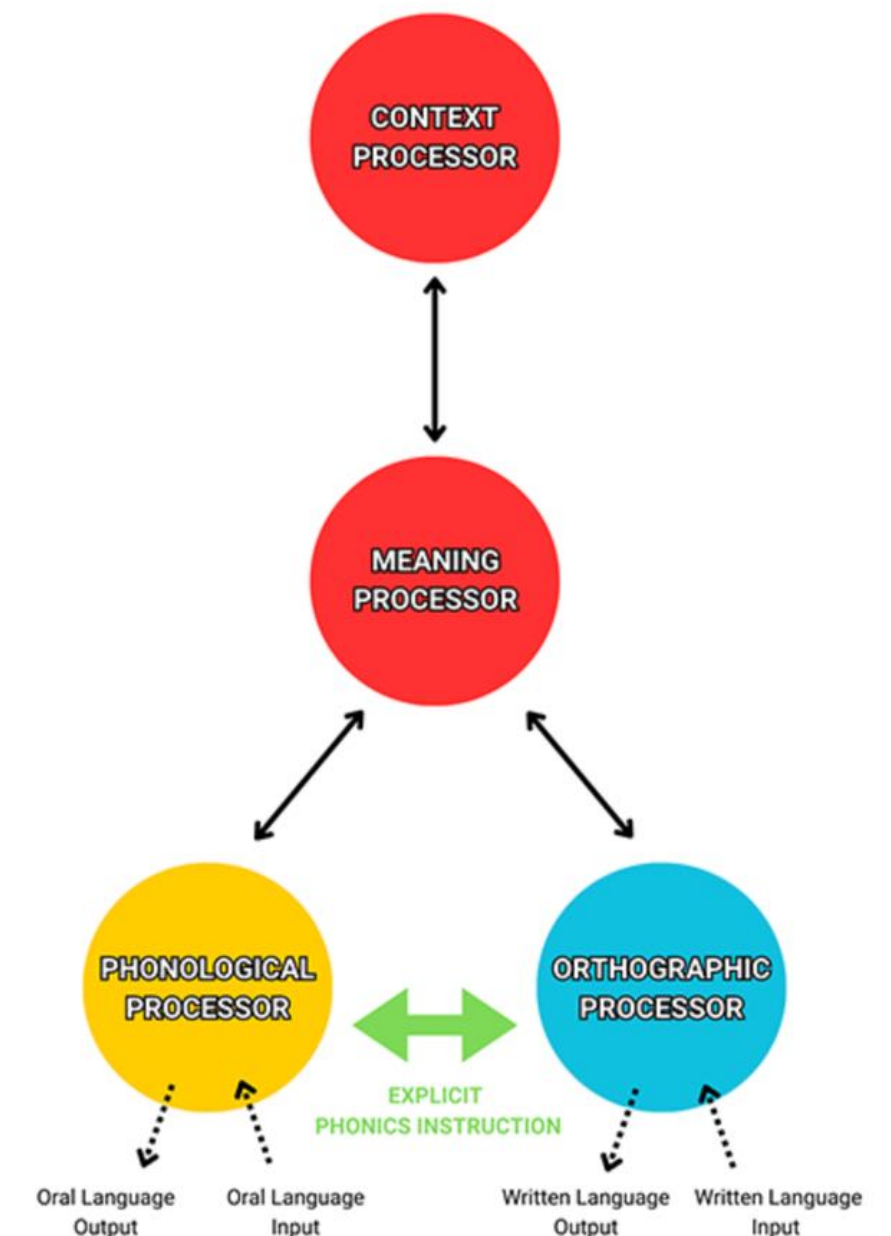 CONTEXT
PROCESSOR
MEANING
PROCESSOR
PHONOLOGICAL
PROCESSOR
ORTHOGRAPHIC
PROCESSOR
EXPLICIT
PHONICS INSTRUCTION
Oral Language
Output
Oral Language
Input
Written Language
Output
Written Language
Input